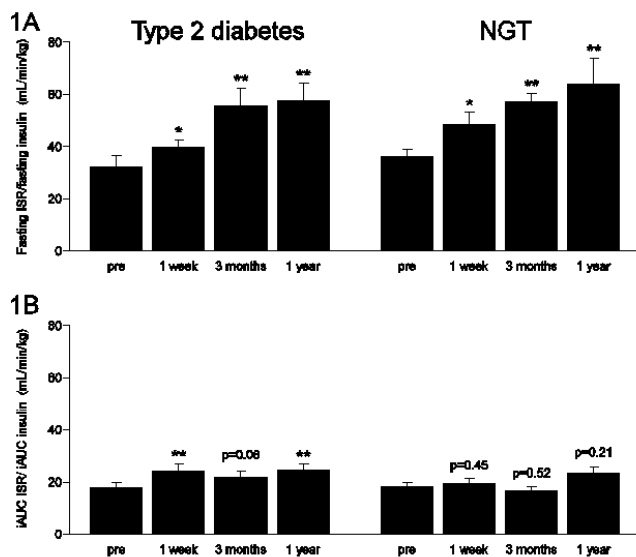 1A
Type 2 diabetes
NGT
Fasting ISR/fasting insulin (mL/min/kg)
80
60
40
20
0
*
**
**
*
**
**
pre
1 week
3 months
1 year
pre
1 week
3 months
1 year
1B
iAUC ISR/ iAUC insulin (mL/min/kg)
80
60
40
20
0
**
p=0.06
**
p=0.45
p=0.52
p=0.21
pre
1 week
3 months
1 year
pre
1 week
3 months
1 year